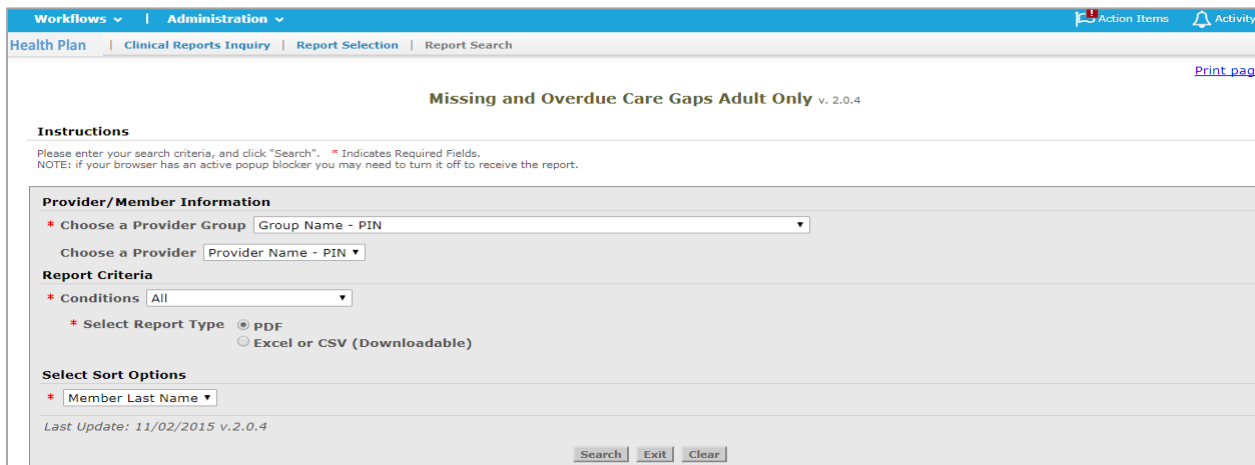 Workflows | Administration Action Items Activity
Health Plan | Clinical Reports Inquiry | Report Selection | Report Search
Print pag
Missing and Overdue Care Gaps Adult Only v. 2.0.4
Instructions
Please enter your search criteria, and click "Search". * Indicates Required Fields.
NOTE: if your browser has an active popup blocker you may need to turn it off to receive the report.
Provider/Member Information
* Choose a Provider Group Group Name - PIN
Choose a Provider Provider Name - PIN
Report Criteria
* Conditions All
* Select Report Type PDF
Excel or CSV (Downloadable)
Select Sort Options
* Member Last Name
Last Update: 11/02/2015 v.2.0.4
Search Exit Clear